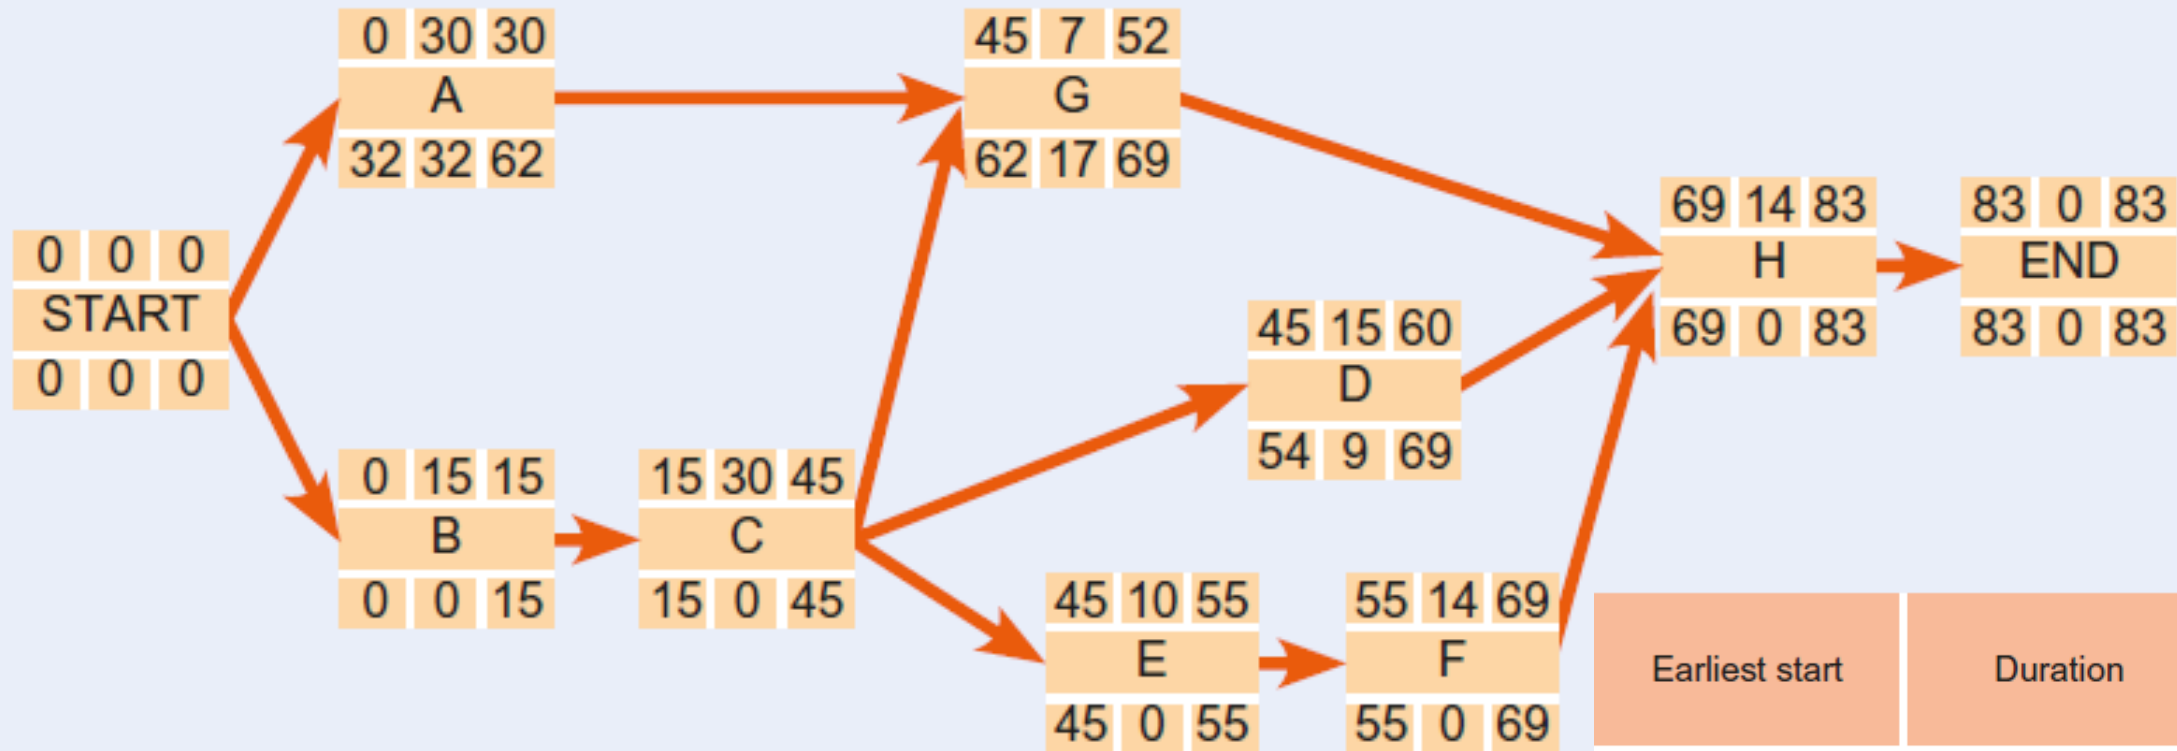 0 30 30
A
32 32 62
45 7 52
G
62 17 69
0 0 0
START
0 0 0
69 14 83
H
69 0 83
83 0 83
END
83 0 83
45 15 60
D
54 9 69
0 15 15
B
0 0 15
15 30 45
C
15 0 45
45 10 55
E
45 0 55
55 14 69
F
55 0 69
Earliest start Duration